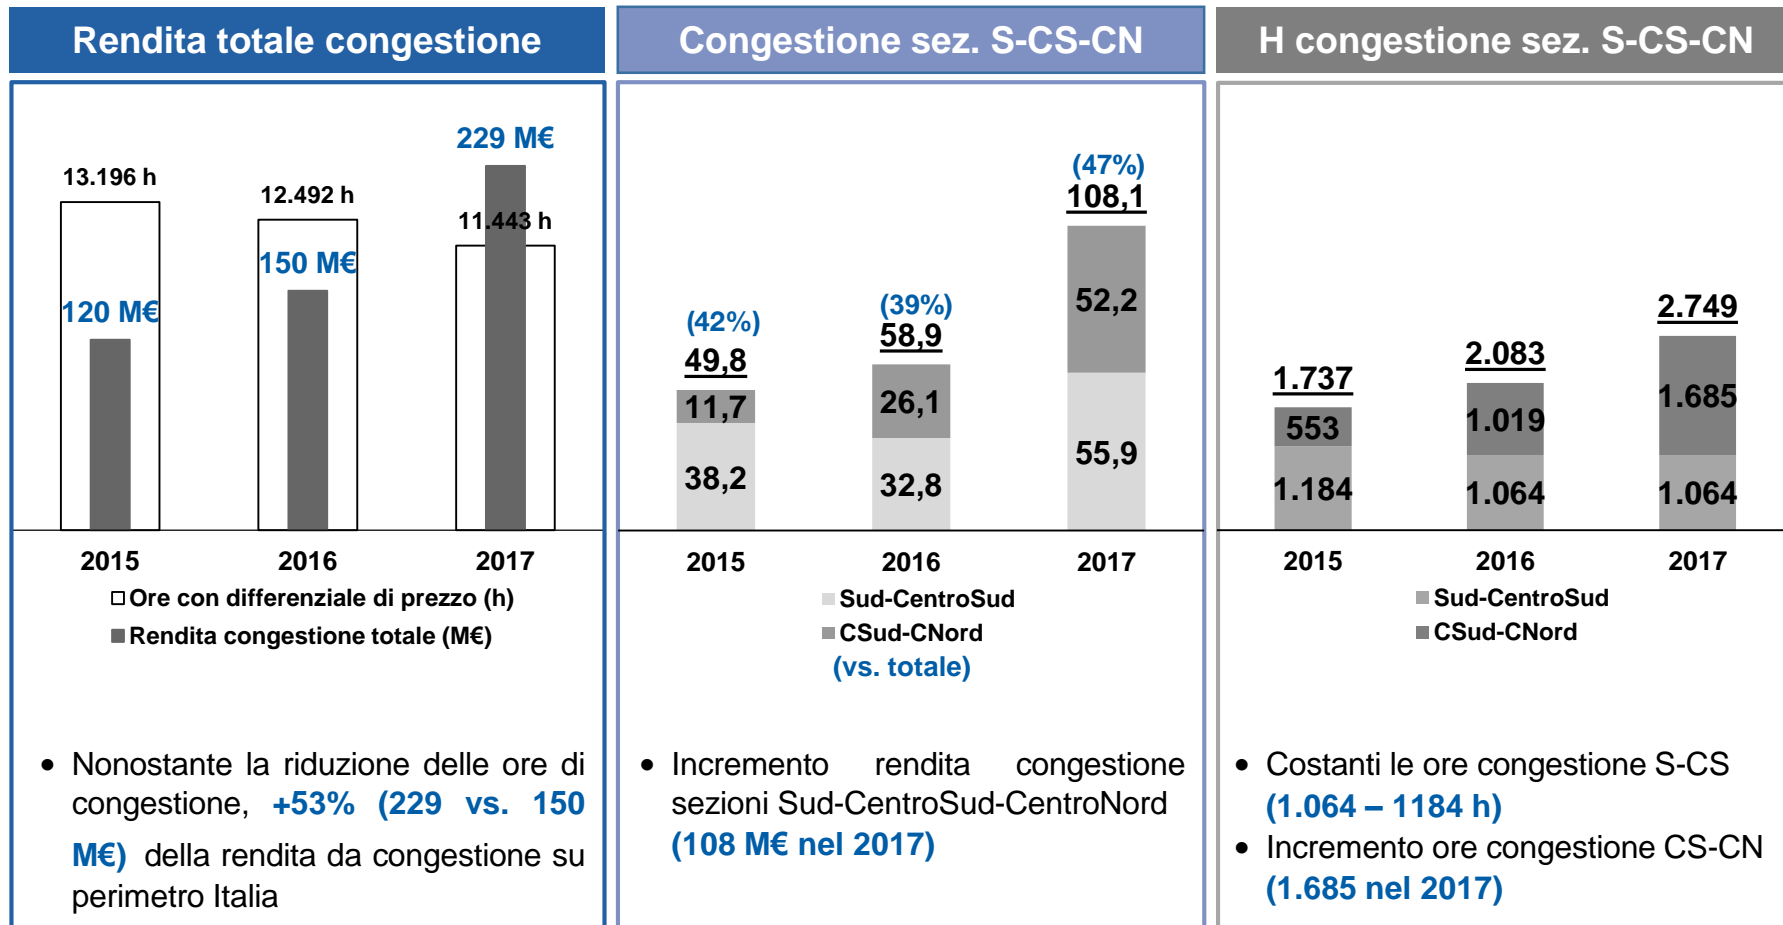 Rendita totale congestione
229 M€
13.196 h
12.492 h
11.443 h
150 M€
120 M€
2015 2016 2017
Ore con differenziale di prezzo (h)
Rendita congestione totale (M€)
• Nonostante la riduzione delle ore di
congestione, +53% (229 vs. 150
M€) della rendita da congestione su
perimetro Italia
Congestione sez. S-CS-CN
(47%)
108,1
(42%)
(39%)
49,8
58,9
52,2
11,7
26,1
55,9
38,2
32,8
2015 2016 2017
Sud-CentroSud
CSud-CNord
(vs. totale)
• Incremento rendita congestione
sezioni Sud-CentroSud-CentroNord
(108 M€ nel 2017)
H congestione sez. S-CS-CN
2.749
2.083
1.737
1.685
553
1.019
1.184
1.064
1.064
2015 2016 2017
Sud-CentroSud
CSud-CNord
• Costanti le ore congestione S-CS
(1.064 – 1184 h)
• Incremento ore congestione CS-CN
(1.685 nel 2017)